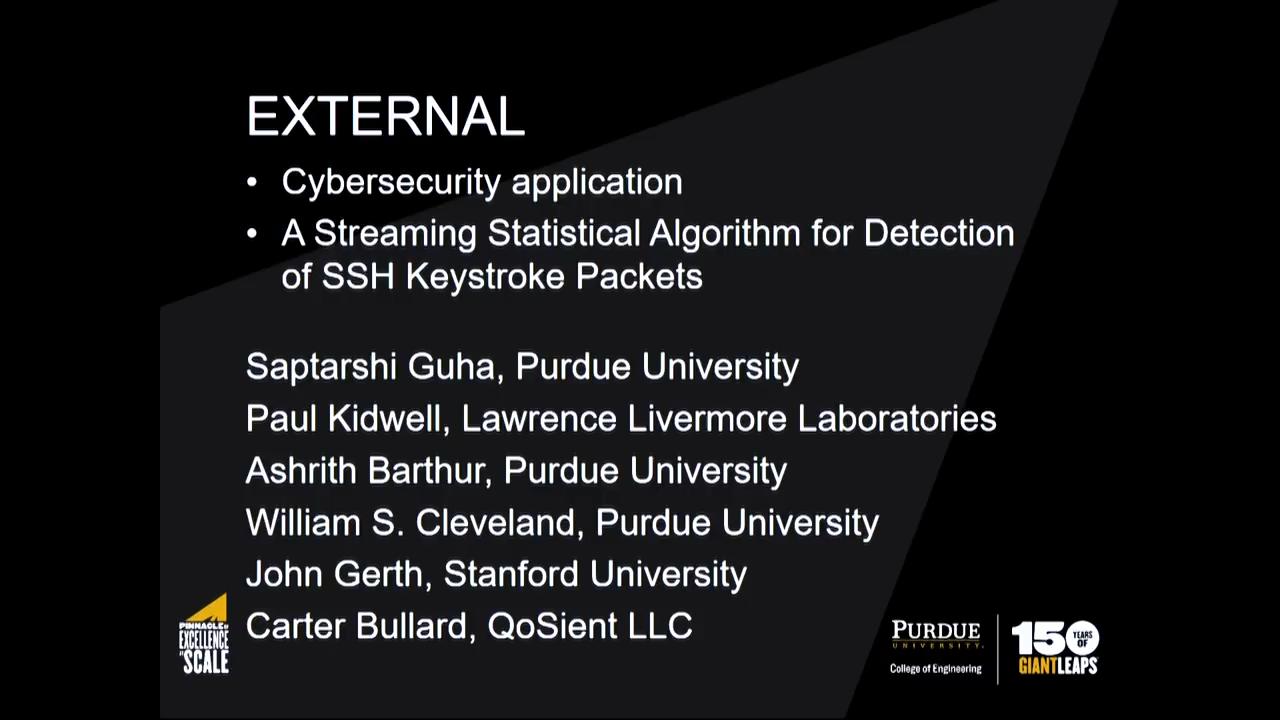 EXTERNAL
• Cybersecurity application
• A Streaming Statistical Algorithm for Detection
of SSH Keystroke Packets
Saptarshi Guha, Purdue University
Paul Kidwell, Lawrence Livermore Laboratories
Ashrith Barthur, Purdue University
William S. Cleveland, Purdue University
John Gerth, Stanford University
Carter Bullard, QoSient LLC
PINNACLE OF
EXCELLENCE
AT SCALE
PURDUE
UNIVERSITY.
College of Engineering
150 YEARS OF
GIANT LEAPS